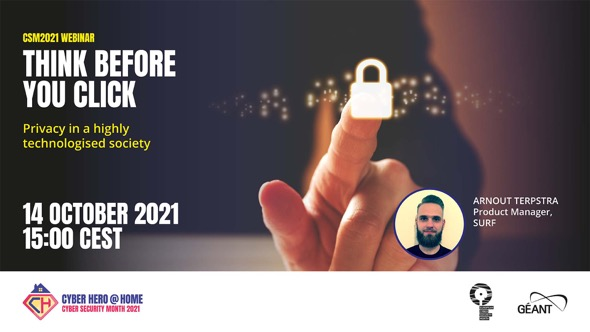 CSM2021 WEBINAR
THINK BEFORE
YOU CLICK
Privacy in a highly
technologised society
14 OCTOBER 2021
15:00 CEST
ARNOUT TERPSTRA
Product Manager,
SURF
CH
CYBER HERO @ HOME
CYBER SECURITY MONTH 2021
GÉANT